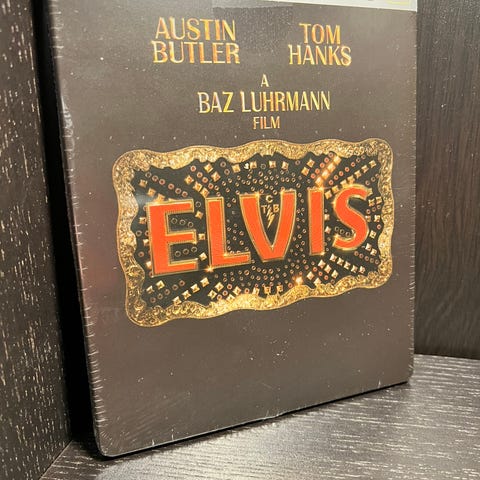 AUSTIN TOM
BUTLER HANKS
A
BAZ LUHRMANN
FILM
C
T B
ELVIS